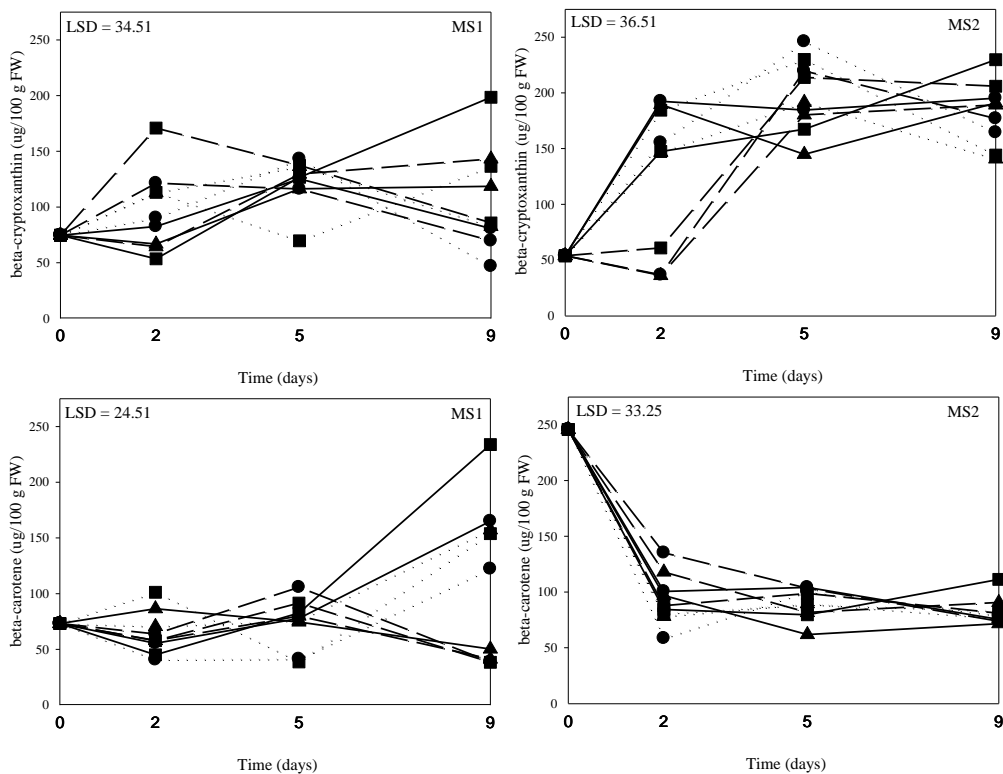 LSD = 34.51 MS1
250
200
150
100
50
0
beta-cryptoxanthin (ug/100 g FW)
0 2 5 9
Time (days)
LSD = 36.51 MS2
250
200
150
100
50
0
beta-cryptoxanthin (ug/100 g FW)
0 2 5 9
Time (days)
LSD = 24.51 MS1
250
200
150
100
50
0
beta-carotene (ug/100 g FW)
0 2 5 9
Time (days)
LSD = 33.25 MS2
250
200
150
100
50
0
beta-carotene (ug/100 g FW)
0 2 5 9
Time (days)